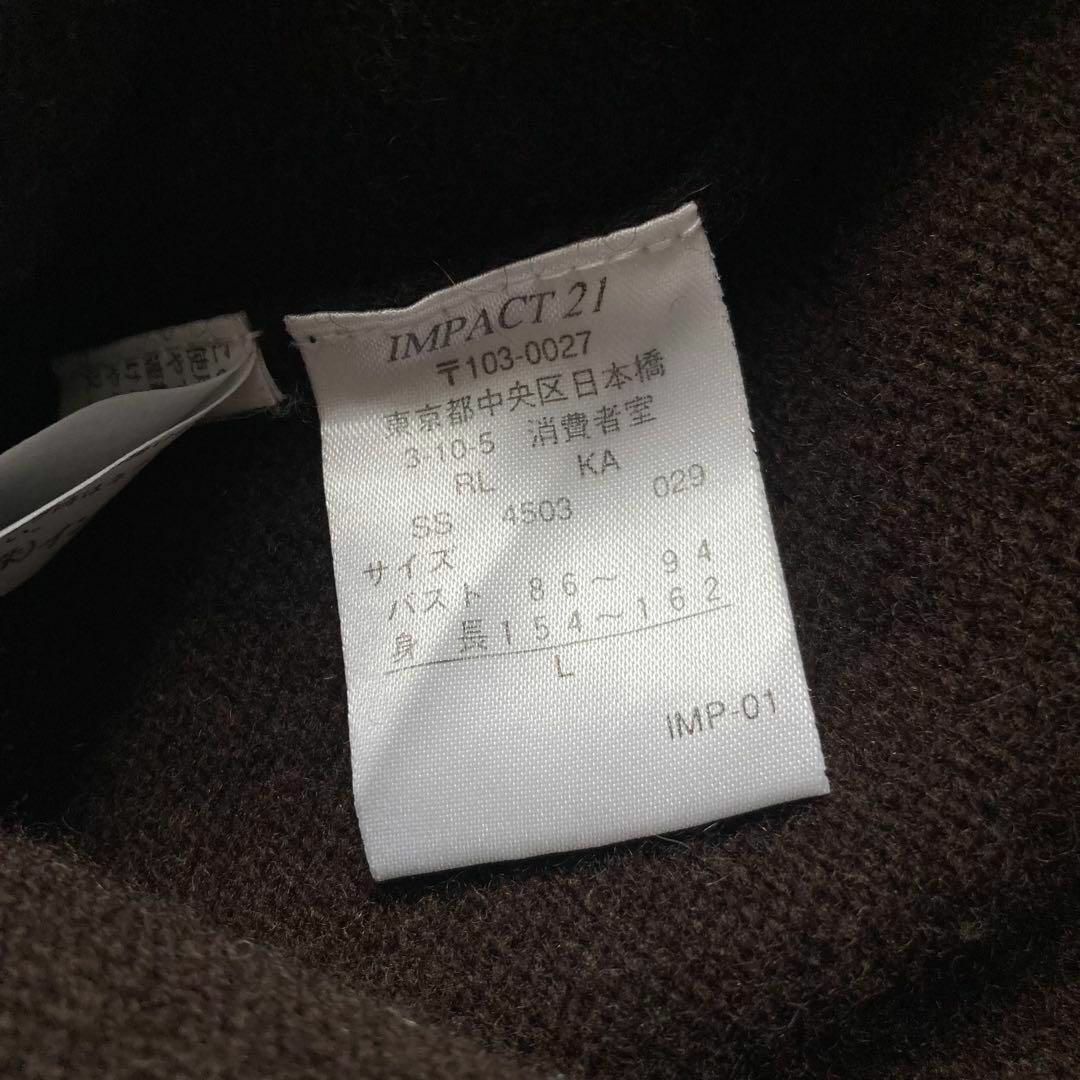 IMPACT 21
〒103-0027
東京都中央区日本橋
3-10-5 消費者室
RL KA
SS 4503 029
サイズ
バスト 86～94
身長154～162
L
IMP-01